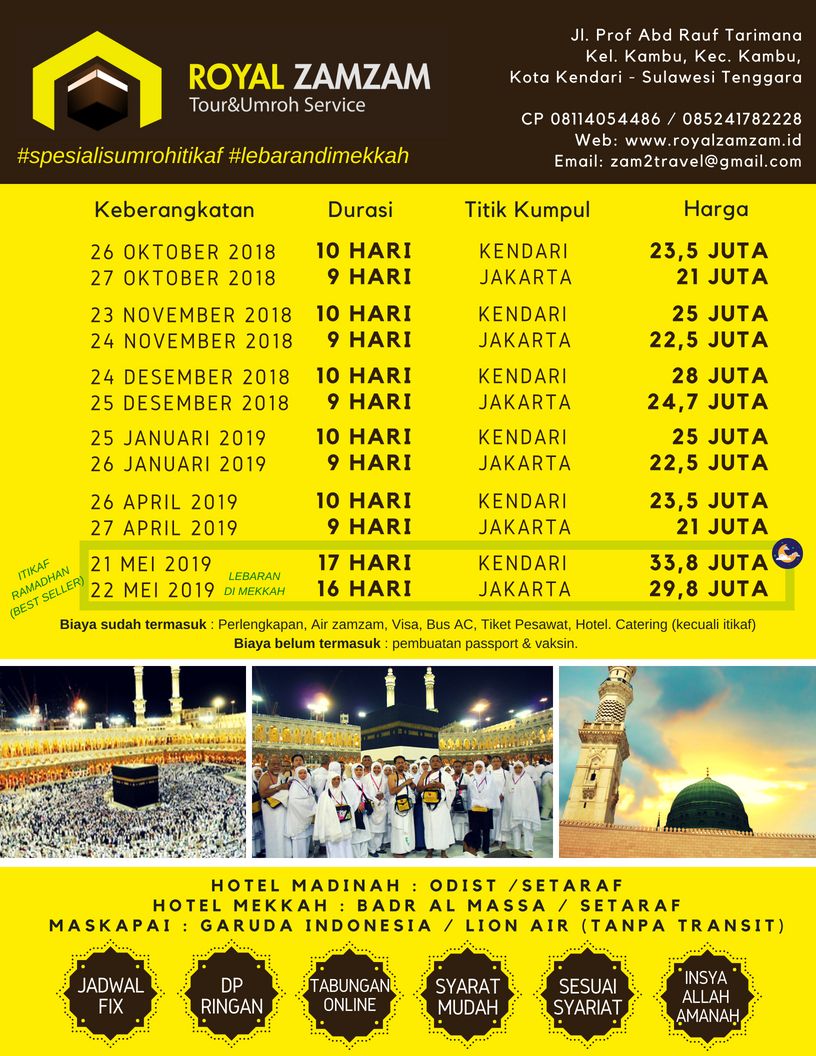 ROYAL ZAMZAM
Tour&Umroh Service
#spesialisumrohitikaf #lebarandimekkah
Jl. Prof Abd Rauf Tarimana
Kel. Kambu, Kec. Kambu,
Kota Kendari - Sulawesi Tenggara
CP 08114054486 / 085241782228
Web: www.royalzamzam.id
Email: zam2travel@gmail.com
Keberangkatan Durasi Titik Kumpul Harga
26 OKTOBER 2018 10 HARI KENDARI 23,5 JUTA
27 OKTOBER 2018 9 HARI JAKARTA 21 JUTA
23 NOVEMBER 2018 10 HARI KENDARI 25 JUTA
24 NOVEMBER 2018 9 HARI JAKARTA 22,5 JUTA
24 DESEMBER 2018 10 HARI KENDARI 28 JUTA
25 DESEMBER 2018 9 HARI JAKARTA 24,7 JUTA
25 JANUARI 2019 10 HARI KENDARI 25 JUTA
26 JANUARI 2019 9 HARI JAKARTA 22,5 JUTA
26 APRIL 2019 10 HARI KENDARI 23,5 JUTA
27 APRIL 2019 9 HARI JAKARTA 21 JUTA
ITIKAF
RAMADHAN
(BEST SELLER)
21 MEI 2019 17 HARI KENDARI 33,8 JUTA
22 MEI 2019 16 HARI JAKARTA 29,8 JUTA
LEBARAN
DI MEKKAH
Biaya sudah termasuk : Perlengkapan, Air zamzam, Visa, Bus AC, Tiket Pesawat, Hotel. Catering (kecuali itikaf)
Biaya belum termasuk : pembuatan passport & vaksin.
HOTEL MADINAH : ODIST /SETARAF
HOTEL MEKKAH : BADR AL MASSA / SETARAF
MASKAPAI : GARUDA INDONESIA / LION AIR (TANPA TRANSIT)
JADWAL
FIX
DP
RINGAN
TABUNGAN
ONLINE
SYARAT
MUDAH
SESUAI
SYARIAT
INSYA
ALLAH
AMANAH